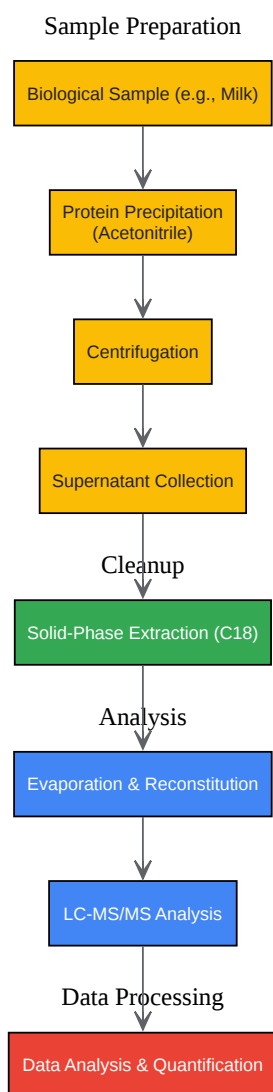 Sample Preparation
Biological Sample (e.g., Milk)
Protein Precipitation
(Acetonitrile)
Centrifugation
Supernatant Collection
Cleanup
Solid-Phase Extraction (C18)
Analysis
Evaporation & Reconstitution
LC-MS/MS Analysis
Data Processing
Data Analysis & Quantification